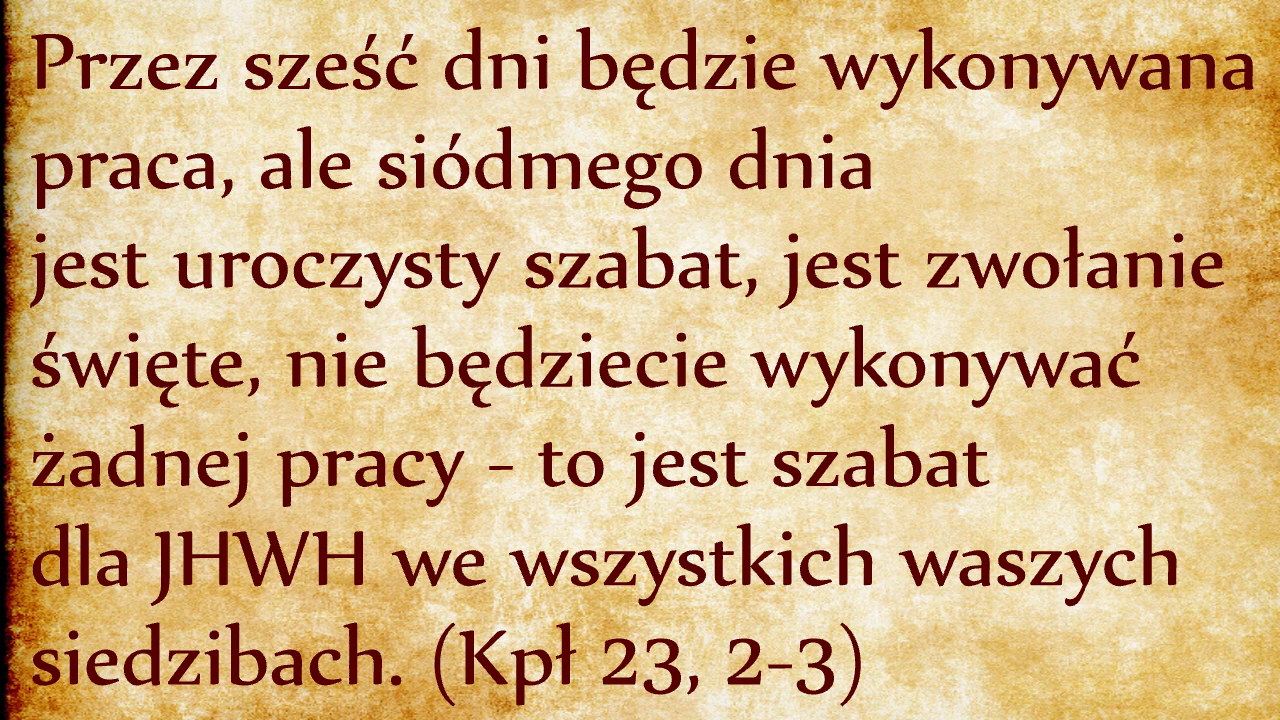 Przez sześć dni będzie wykonywana
praca, ale siódmego dnia
jest uroczysty szabat, jest zwołanie
święte, nie będziecie wykonywać
żadnej pracy - to jest szabat
dla JHWH we wszystkich waszych
siedzibach. (Kpł 23, 2-3)